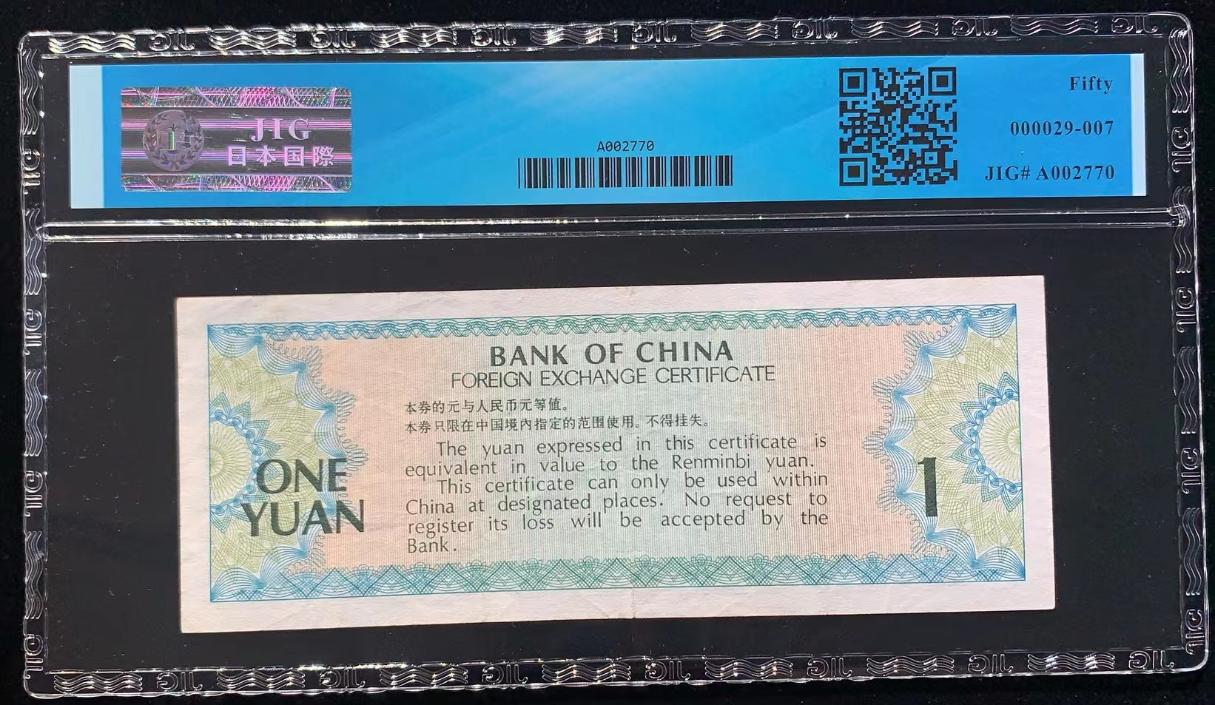 JIG
日本国際
A002770
Fifty
000029-007
JIG# A002770
BANK OF CHINA
FOREIGN EXCHANGE CERTIFICATE
本券的元与人民币元等值。
本券只限在中国境内指定的范围使用。不得挂失。
The yuan expressed in this certificate is
equivalent in value to the Renminbi yuan.
This certificate can only be used within
China at designated places. No request to
register its loss will be accepted by the
Bank.
ONE
YUAN
1